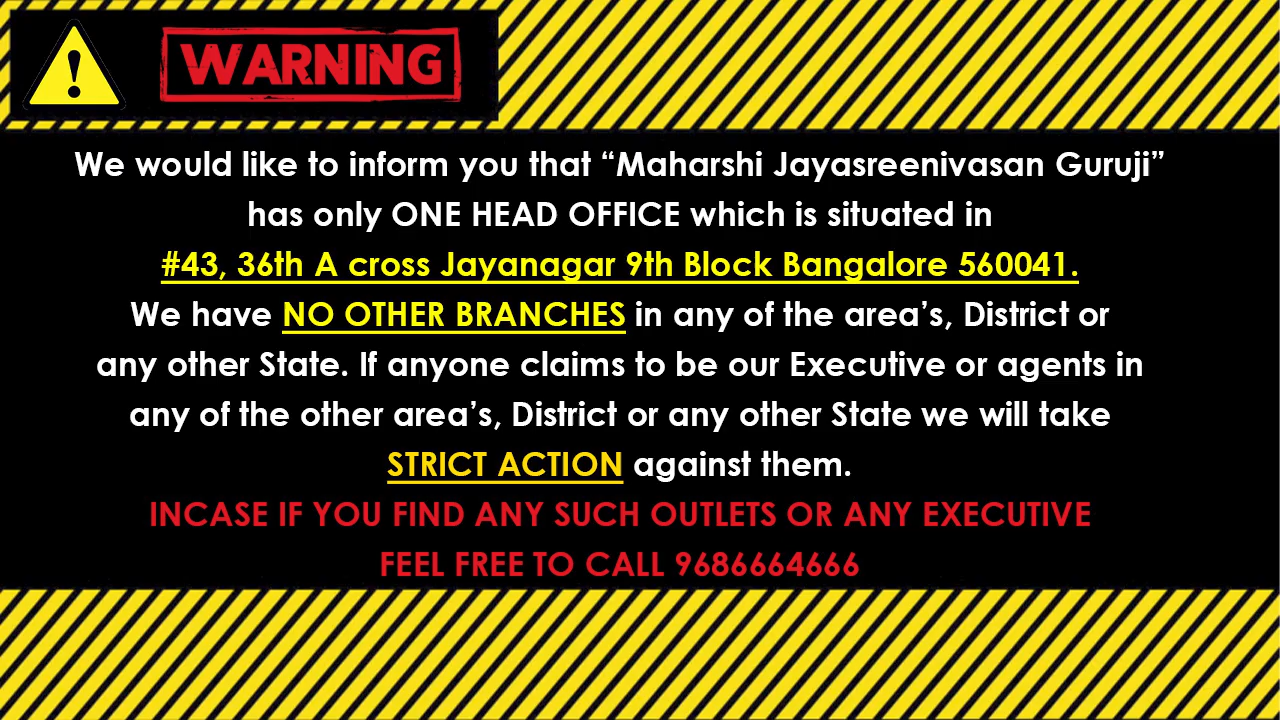 WARNING
We would like to inform you that “Maharshi Jayasreenivasan Guruji”
has only ONE HEAD OFFICE which is situated in
#43, 36th A cross Jayanagar 9th Block Bangalore 560041.
We have NO OTHER BRANCHES in any of the area’s, District or
any other State. If anyone claims to be our Executive or agents in
any of the other area’s, District or any other State we will take
STRICT ACTION against them.
INCASE IF YOU FIND ANY SUCH OUTLETS OR ANY EXECUTIVE
FEEL FREE TO CALL 9686664666